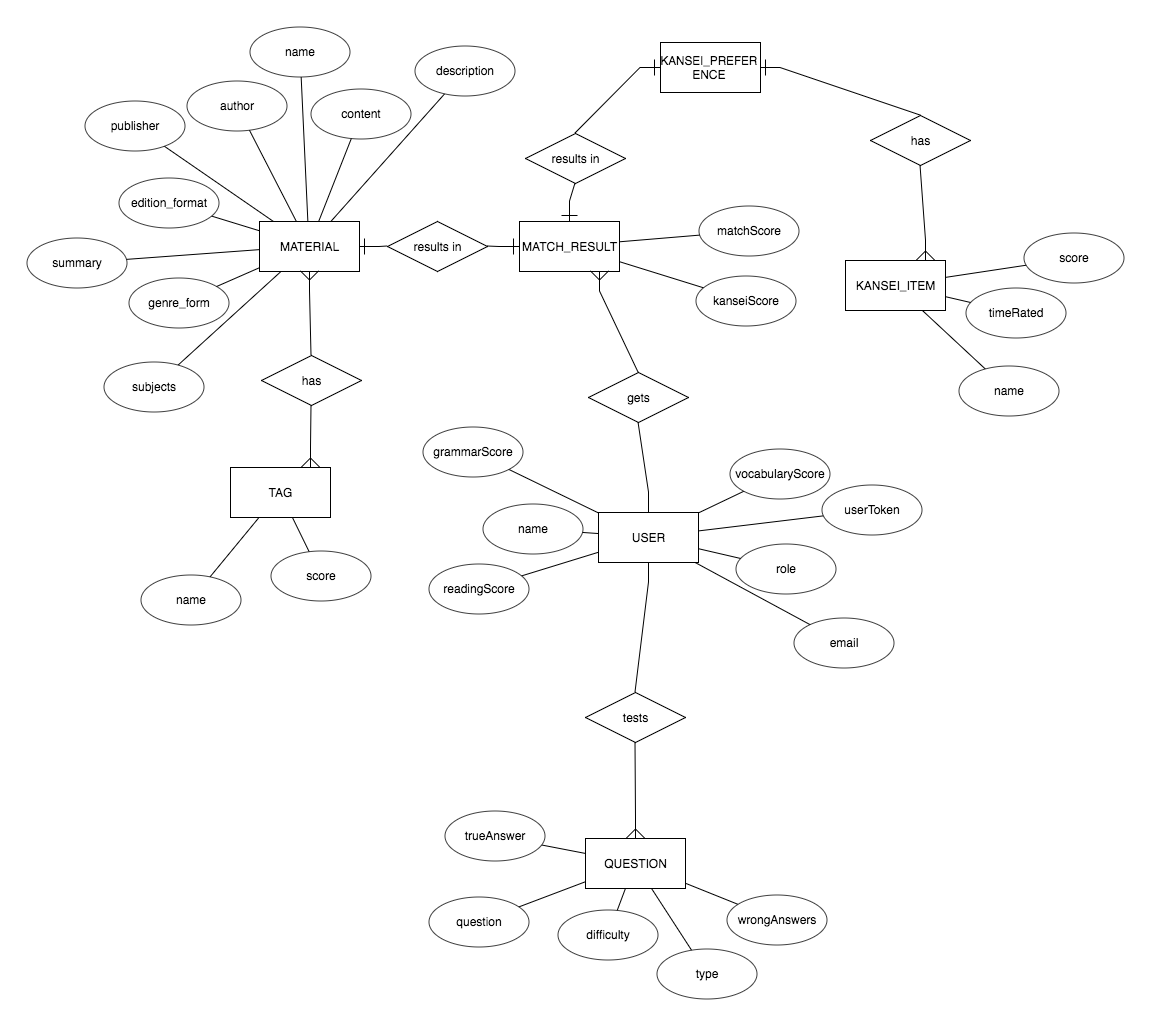 name
description
KANSEI_PREFER
ENCE
author
content
publisher
has
results in
edition_format
matchScore
MATERIAL
results in
MATCH_RESULT
summary
score
KANSEI_ITEM
genre_form
kanseiScore
timeRated
has
subjects
name
gets
grammarScore
vocabularyScore
TAG
userToken
name
USER
score
role
readingScore
name
email
tests
trueAnswer
QUESTION
question
wrongAnswers
difficulty
type